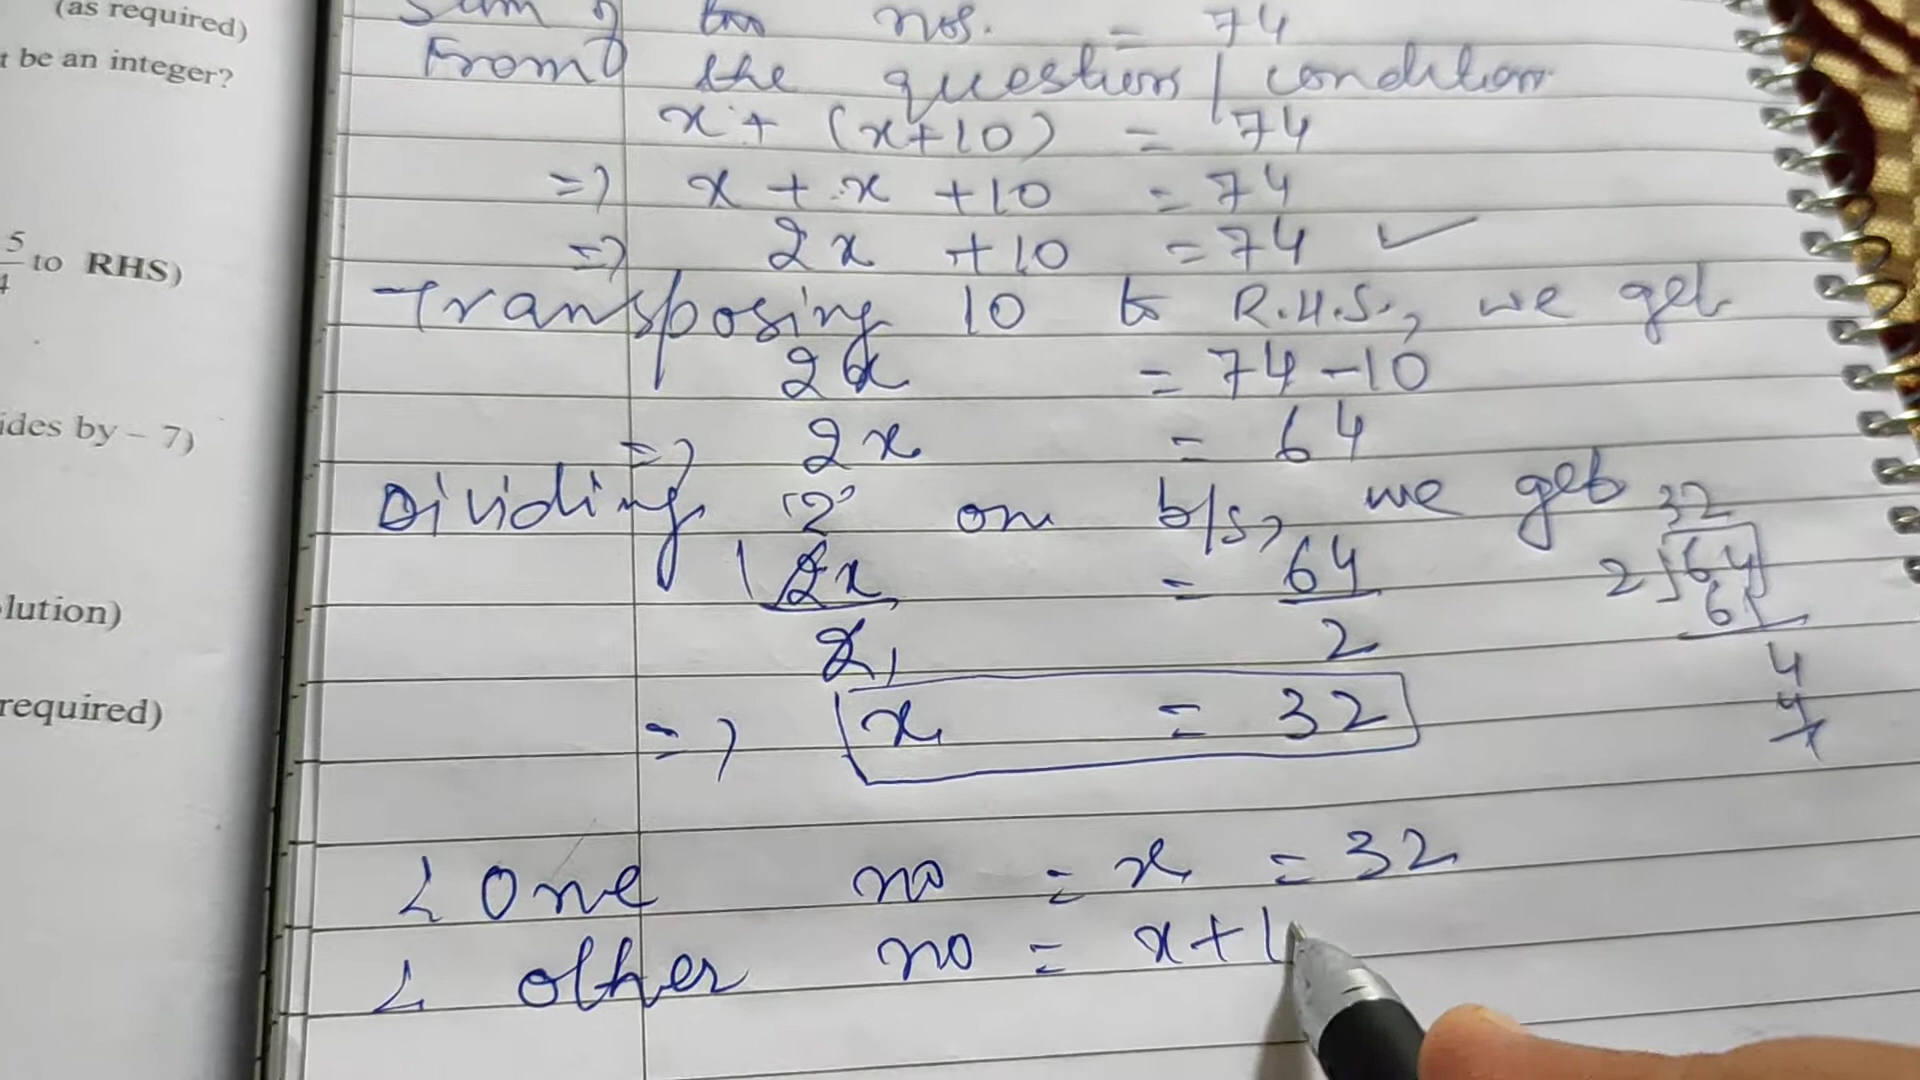 (as required)
t be an integer?
5/4 to RHS)
ides by – 7)
lution)
required)
Sum of two nos. = 74
From the question / condition
x + (x+10) = 74
=> x + x + 10 = 74
=> 2x + 10 = 74 ✓
Transposing 10 to R.H.S., we get
2x = 74 - 10
=> 2x = 64
Dividing '2' on b/s, we get
2x/2 = 64/2
=> x = 32
32
2 64
6↓
4
4
x
∴ One no = x = 32
∴ other no = x + 1